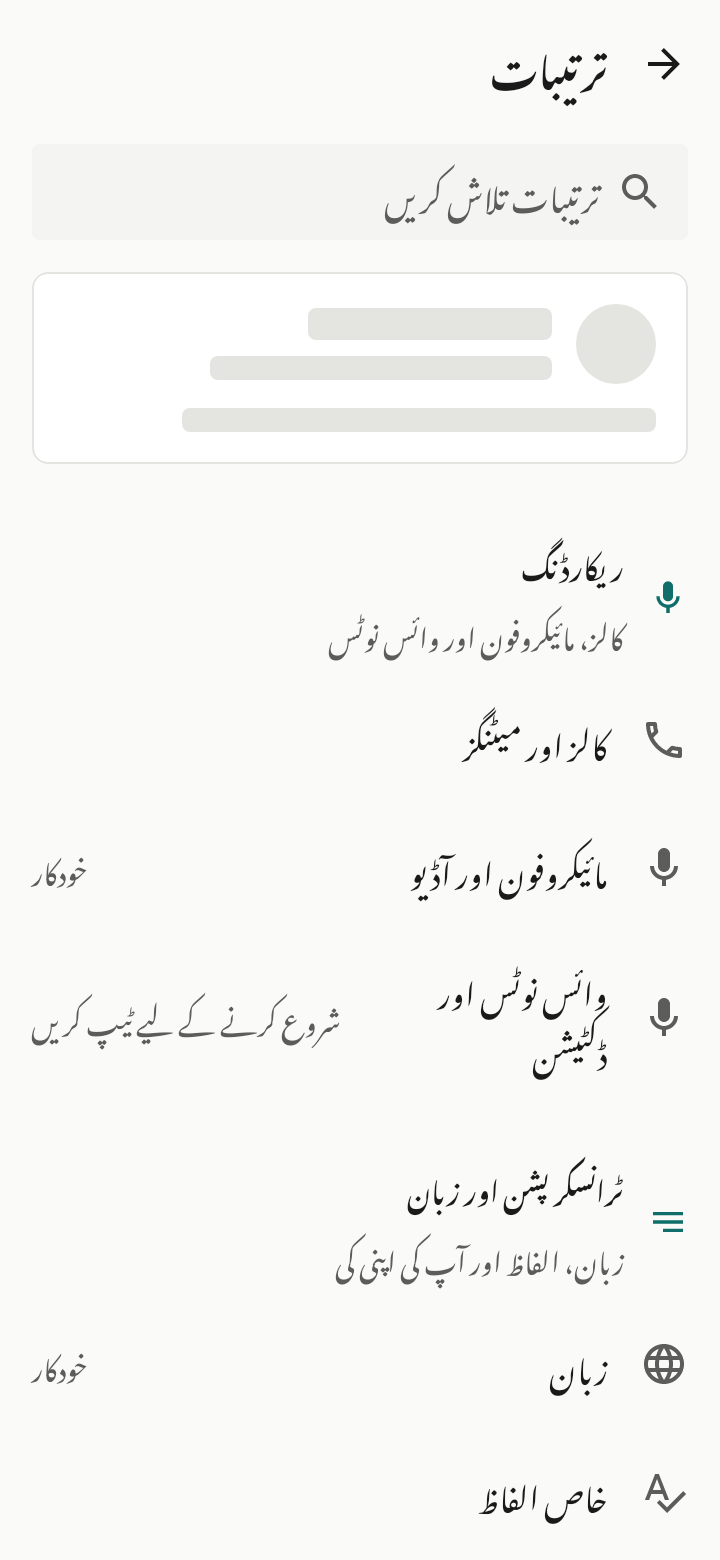 ترتیبات
ترتیبات تلاش کریں
ریکارڈنگ
کالز، مائیکروفون اور وائس نوٹس
کالز اور میٹنگز
مائیکروفون اور آڈیو
خودکار
وائس نوٹس اور
ڈکٹیشن
شروع کرنے کے لیے ٹیپ کریں
ٹرانسکرپشن اور زبان
زبان، الفاظ اور آپ کی اپنی کی
زبان
خودکار
خاص الفاظ